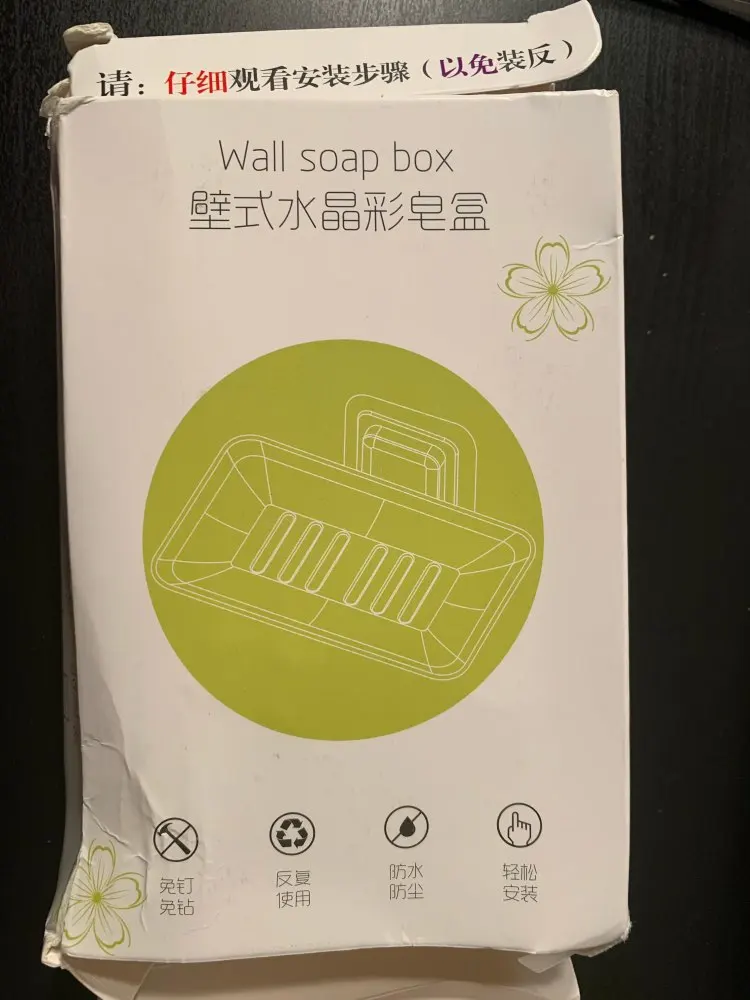 请：仔细观看安装步骤（以免装反）
Wall soap box
壁式水晶彩皂盒
免钉
免钻
反复
使用
防水
防尘
轻松
安装